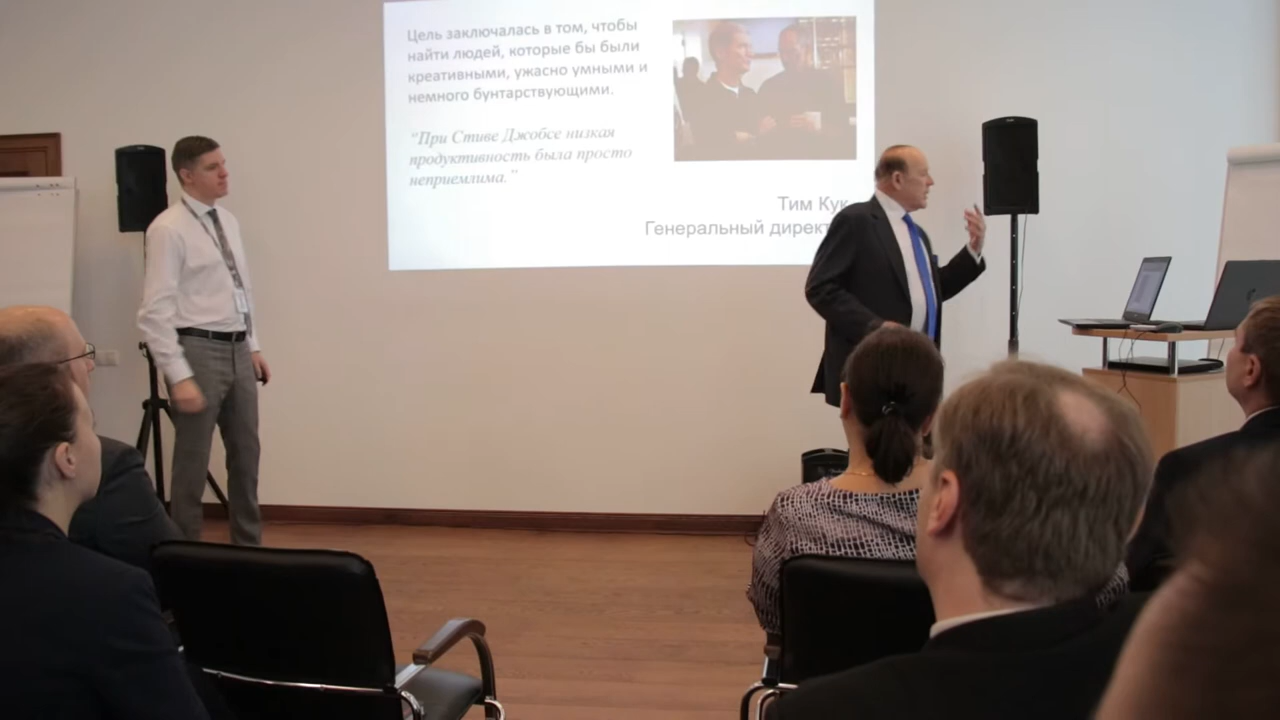 Цель заключалась в том, чтобы
найти людей, которые бы были
креативными, ужасно умными и
немного бунтарствующими.
"При Стиве Джобсе низкая
продуктивность была просто
неприемлима."
Тим Кук
Генеральный